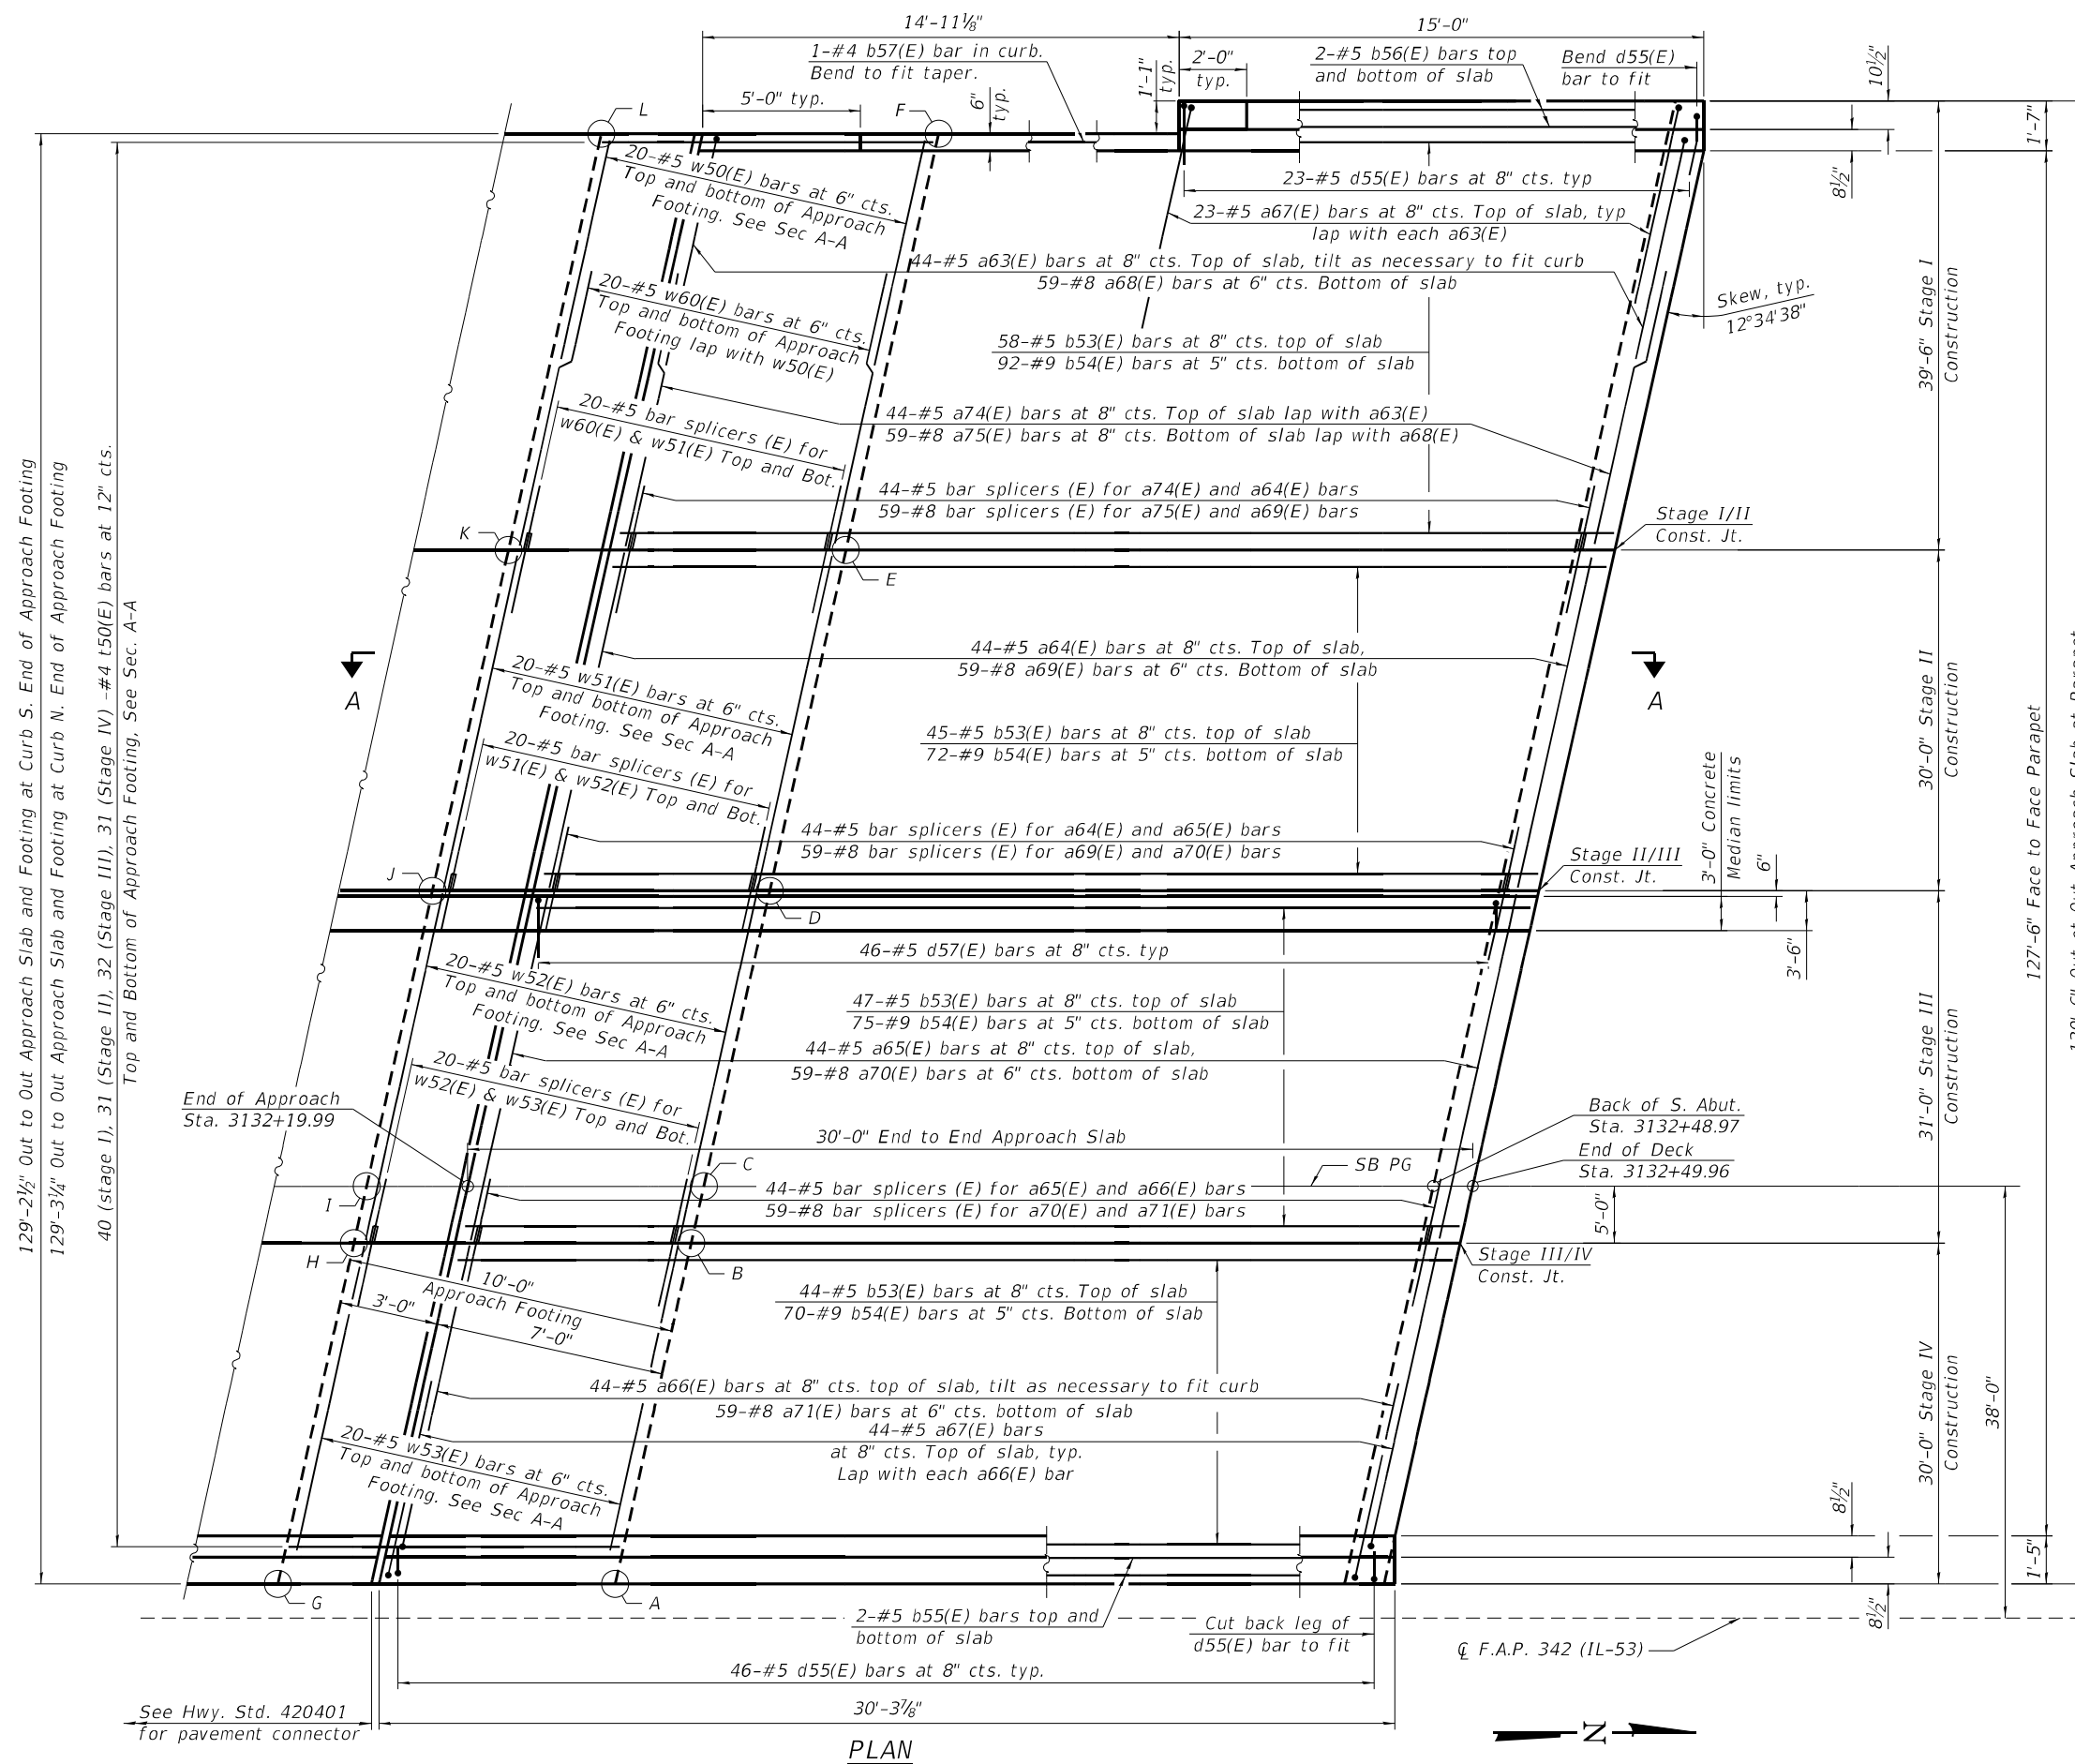 14'-11⅛"
15'-0"
1-#4 b57(E) bar in curb.
Bend to fit taper.
2'-0"
typ.
1'-1"
typ.
2-#5 b56(E) bars top
and bottom of slab
Bend d55(E)
bar to fit
10½"
5'-0" typ.
6"
typ.
L
F
1'-7"
8½"
20-#5 w50(E) bars at 6" cts.
Top and bottom of Approach
Footing. See Sec A-A
23-#5 d55(E) bars at 8" cts. typ
23-#5 a67(E) bars at 8" cts. Top of slab, typ
lap with each a63(E)
44-#5 a63(E) bars at 8" cts. Top of slab, tilt as necessary to fit curb
59-#8 a68(E) bars at 6" cts. Bottom of slab
Skew, typ.
12°34'38"
20-#5 w60(E) bars at 6" cts.
Top and bottom of Approach
Footing lap with w50(E)
58-#5 b53(E) bars at 8" cts. top of slab
92-#9 b54(E) bars at 5" cts. bottom of slab
39'-6" Stage I
Construction
20-#5 bar splicers (E) for
w60(E) & w51(E) Top and Bot.
44-#5 a74(E) bars at 8" cts. Top of slab lap with a63(E)
59-#8 a75(E) bars at 8" cts. Bottom of slab lap with a68(E)
44-#5 bar splicers (E) for a74(E) and a64(E) bars
59-#8 bar splicers (E) for a75(E) and a69(E) bars
Stage I/II
Const. Jt.
K
E
129'-2½" Out to Out Approach Slab and Footing at Curb S. End of Approach Footing
129'-3¼" Out to Out Approach Slab and Footing at Curb N. End of Approach Footing
40 (stage I), 31 (Stage II), 32 (Stage III), 31 (Stage IV) -#4 t50(E) bars at 12" cts.
Top and Bottom of Approach Footing, See Sec. A-A
A
A
44-#5 a64(E) bars at 8" cts. Top of slab,
59-#8 a69(E) bars at 6" cts. Bottom of slab
20-#5 w51(E) bars at 6" cts.
Top and bottom of Approach
Footing. See Sec A-A
45-#5 b53(E) bars at 8" cts. top of slab
72-#9 b54(E) bars at 5" cts. bottom of slab
30'-0" Stage II
Construction
127'-6" Face to Face Parapet
20-#5 bar splicers (E) for
w51(E) & w52(E) Top and Bot.
3'-0" Concrete
Median limits
6"
44-#5 bar splicers (E) for a64(E) and a65(E) bars
59-#8 bar splicers (E) for a69(E) and a70(E) bars
Stage II/III
Const. Jt.
J
D
3'-6"
46-#5 d57(E) bars at 8" cts. typ
20-#5 w52(E) bars at 6" cts.
Top and bottom of Approach
Footing. See Sec A-A
47-#5 b53(E) bars at 8" cts. top of slab
75-#9 b54(E) bars at 5" cts. bottom of slab
44-#5 a65(E) bars at 8" cts. top of slab,
59-#8 a70(E) bars at 6" cts. bottom of slab
31'-0" Stage III
Construction
20-#5 bar splicers (E) for
w52(E) & w53(E) Top and Bot.
End of Approach
Sta. 3132+19.99
30'-0" End to End Approach Slab
Back of S. Abut.
Sta. 3132+48.97
End of Deck
Sta. 3132+49.96
C
SB PG
I
44-#5 bar splicers (E) for a65(E) and a66(E) bars
59-#8 bar splicers (E) for a70(E) and a71(E) bars
5'-0"
H
B
Stage III/IV
Const. Jt.
10'-0"
Approach Footing
3'-0"
7'-0"
44-#5 b53(E) bars at 8" cts. Top of slab
70-#9 b54(E) bars at 5" cts. Bottom of slab
30'-0" Stage IV
Construction
38'-0"
44-#5 a66(E) bars at 8" cts. top of slab, tilt as necessary to fit curb
59-#8 a71(E) bars at 6" cts. bottom of slab
44-#5 a67(E) bars
at 8" cts. Top of slab, typ.
Lap with each a66(E) bar
20-#5 w53(E) bars at 6" cts.
Top and bottom of Approach
Footing. See Sec A-A
8½"
1'-5"
8½"
G
A
2-#5 b55(E) bars top and
bottom of slab
Cut back leg of
d55(E) bar to fit
℄ F.A.P. 342 (IL-53)
46-#5 d55(E) bars at 8" cts. typ.
See Hwy. Std. 420401
for pavement connector
30'-3⅞"
N
PLAN